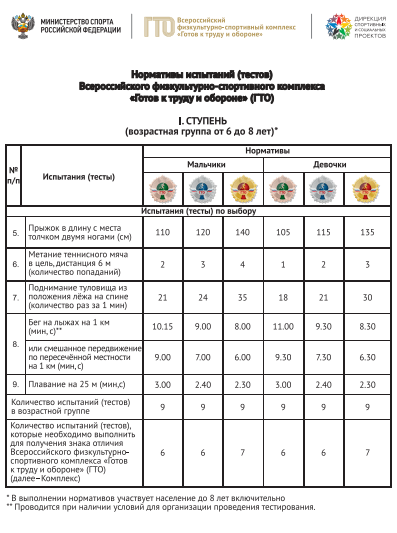 МИНИСТЕРСТВО СПОРТА
РОССИЙСКОЙ ФЕДЕРАЦИИ
ГТО
Всероссийский
физкультурно-спортивный комплекс
«Готов к труду и обороне»
ДИРЕКЦИЯ
СПОРТИВНЫХ
И СОЦИАЛЬНЫХ
ПРОЕКТОВ
Нормативы испытаний (тестов)
Всероссийского физкультурно-спортивного комплекса
«Готов к труду и обороне» (ГТО)
I. СТУПЕНЬ
(возрастная группа от 6 до 8 лет)*
№ п/п Испытания (тесты) Нормативы
Мальчики Девочки
Испытания (тесты) по выбору
5. Прыжок в длину с места
толчком двумя ногами (см) 110 120 140 105 115 135
6. Метание теннисного мяча
в цель, дистанция 6 м
(количество попаданий) 2 3 4 1 2 3
7. Поднимание туловища из
положения лёжа на спине
(количество раз за 1 мин) 21 24 35 18 21 30
8. Бег на лыжах на 1 км
(мин, с)** 10.15 9.00 8.00 11.00 9.30 8.30
или смешанное передвижение
по пересечённой местности
на 1 км (мин, с) 9.00 7.00 6.00 9.30 7.30 6.30
9. Плавание на 25 м (мин,с) 3.00 2.40 2.30 3.00 2.40 2.30
Количество испытаний (тестов)
в возрастной группе 9 9 9 9 9 9
Количество испытаний (тестов),
которые необходимо выполнить
для получения знака отличия
Всероссийского физкультурно-
спортивного комплекса «Готов
к труду и обороне» (ГТО)
(далее–Комплекс) 6 6 7 6 6 7
* В выполнении нормативов участвует население до 8 лет включительно
** Проводится при наличии условий для организации проведения тестирования.